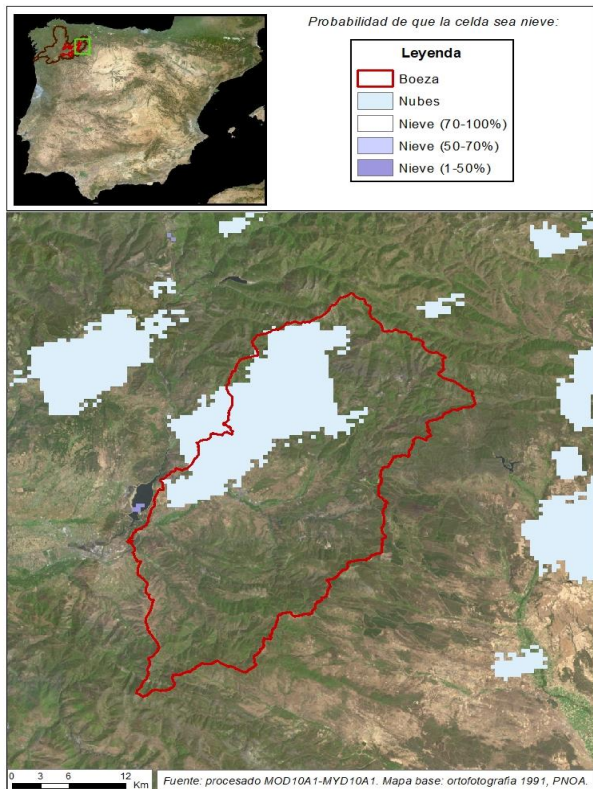 Probabilidad de que la celda sea nieve:
Leyenda
Boeza
Nubes
Nieve (70-100%)
Nieve (50-70%)
Nieve (1-50%)
0 3 6 12
Km
Fuente: procesado MOD10A1-MYD10A1. Mapa base: ortofotografia 1991, PNOA.